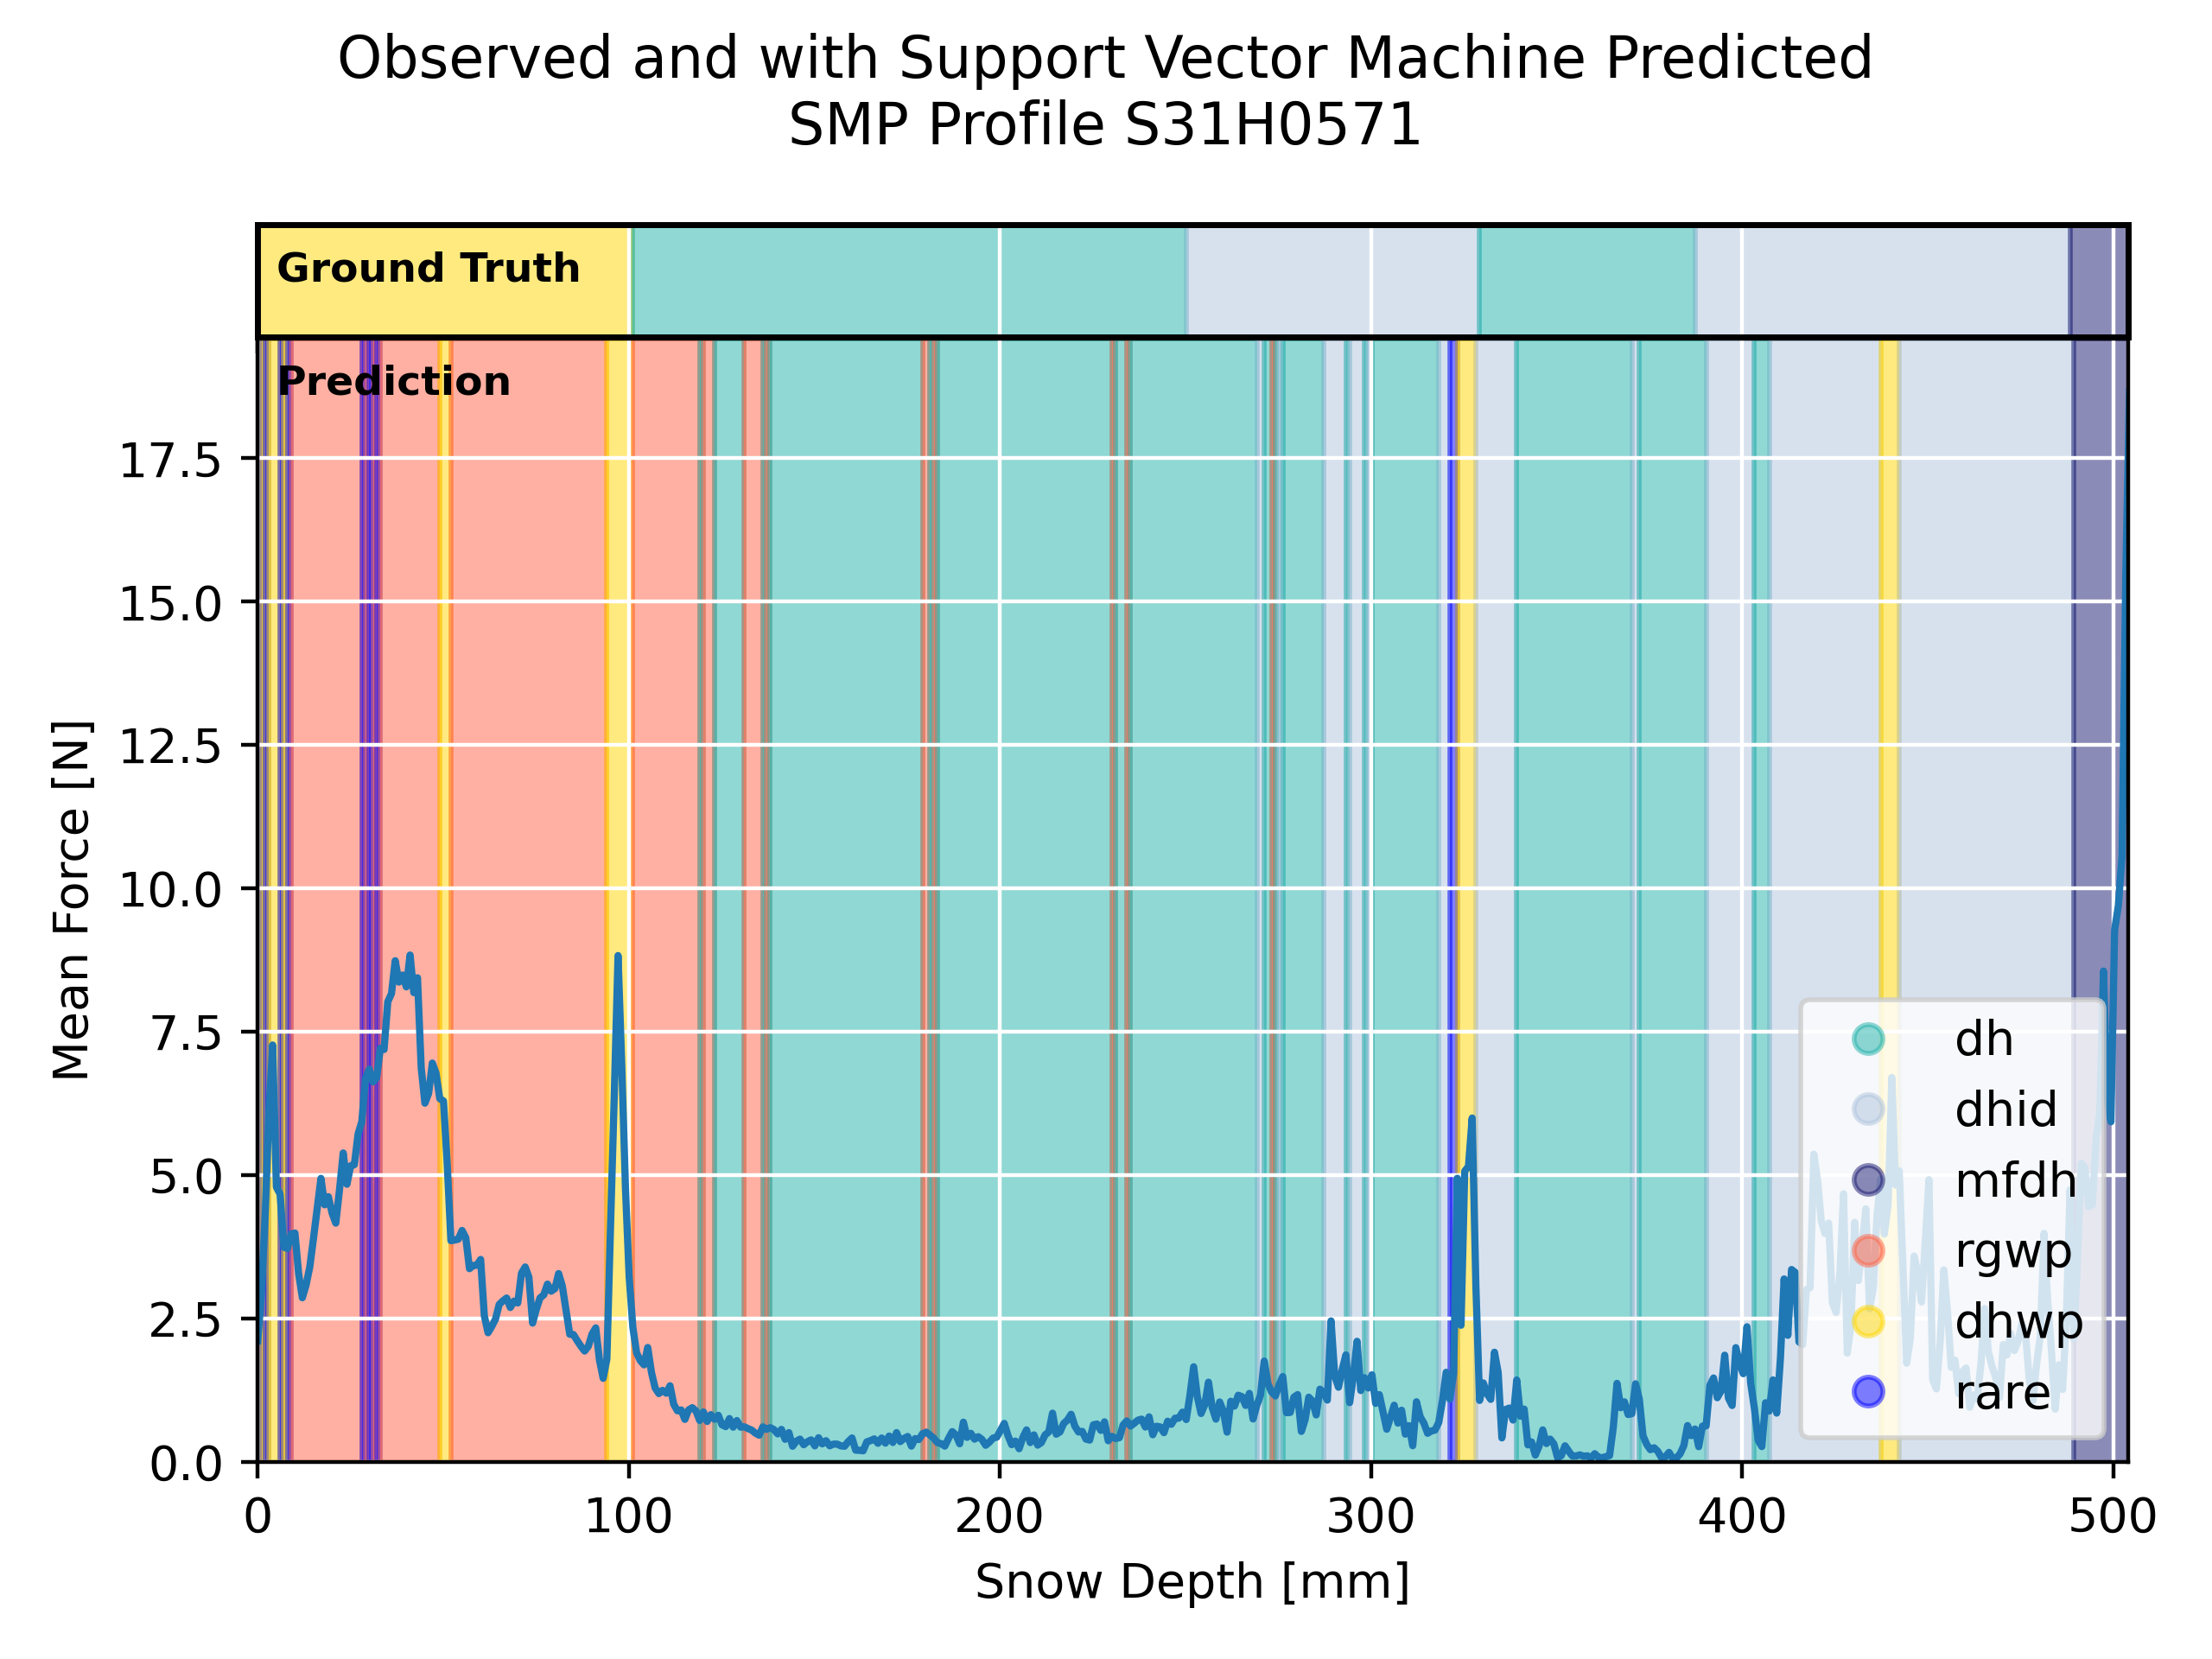 Observed and with Support Vector Machine Predicted
SMP Profile S31H0571
Ground Truth
Prediction
17.5
15.0
12.5
10.0
7.5
5.0
2.5
0.0
Mean Force [N]
dh
dhid
mfdh
rgwp
dhwp
rare
0 100 200 300 400 500
Snow Depth [mm]